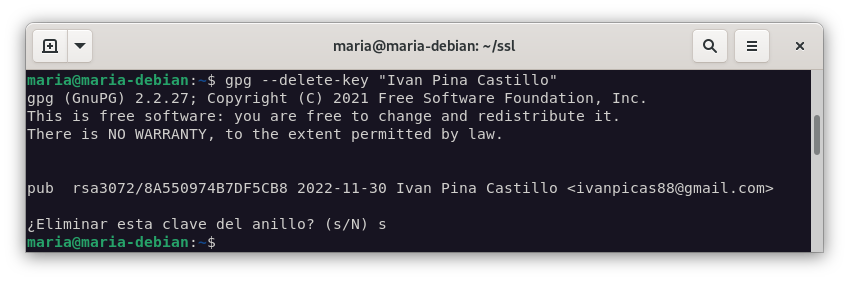 maria@maria-debian: ~/ssl
maria@maria-debian:~$ gpg --delete-key "Ivan Pina Castillo"
gpg (GnuPG) 2.2.27; Copyright (C) 2021 Free Software Foundation, Inc.
This is free software: you are free to change and redistribute it.
There is NO WARRANTY, to the extent permitted by law.
pub  rsa3072/8A550974B7DF5CB8 2022-11-30 Ivan Pina Castillo <ivanpicas88@gmail.com>
¿Eliminar esta clave del anillo? (s/N) s
maria@maria-debian:~$